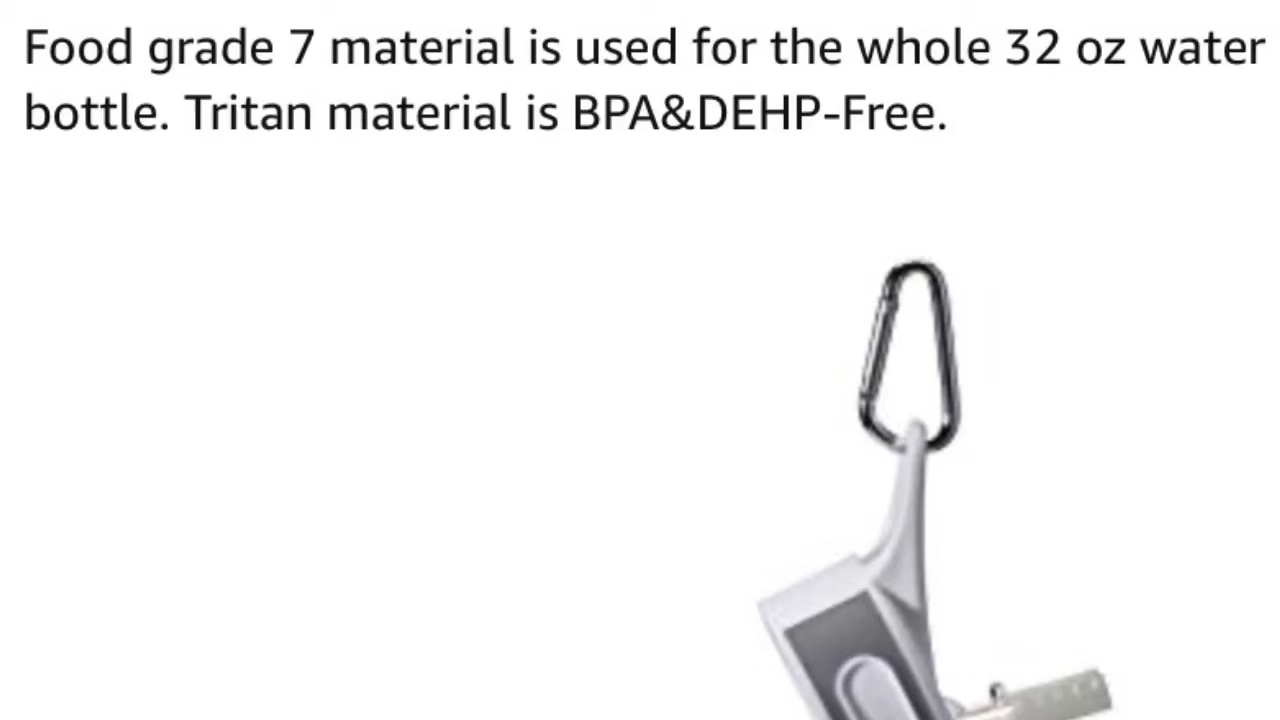 Food grade 7 material is used for the whole 32 oz water
bottle. Tritan material is BPA&DEHP-Free.